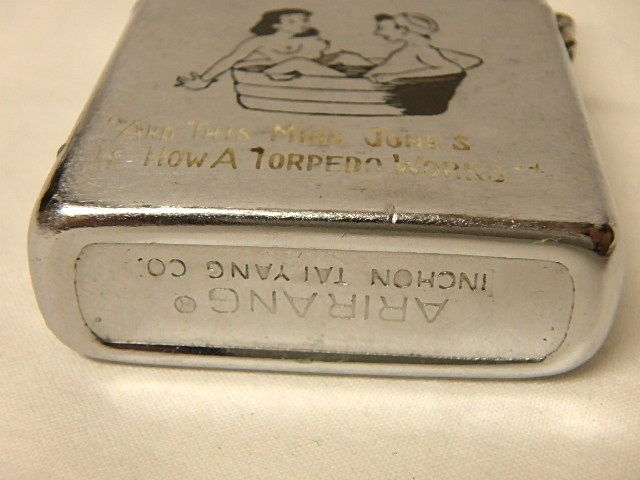 "AND THIS MISS JONES
IS HOW A TORPEDO WORKS"
ARIRANG®
INCHON TAI YANG CO.